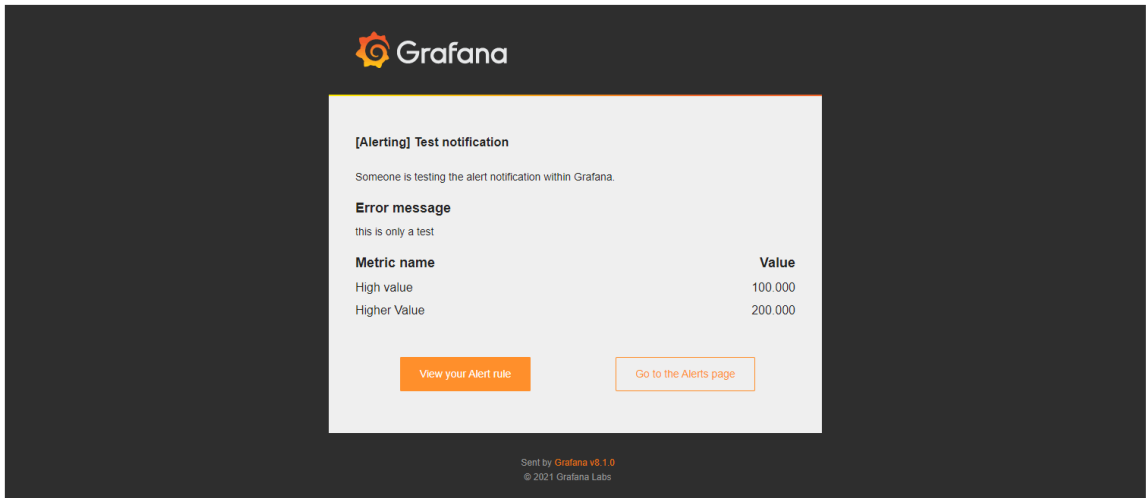 Grafana
[Alerting] Test notification
Someone is testing the alert notification within Grafana.
Error message
this is only a test
Metric name Value
High value 100.000
Higher Value 200.000
View your Alert rule Go to the Alerts page
Sent by Grafana v8.1.0
© 2021 Grafana Labs